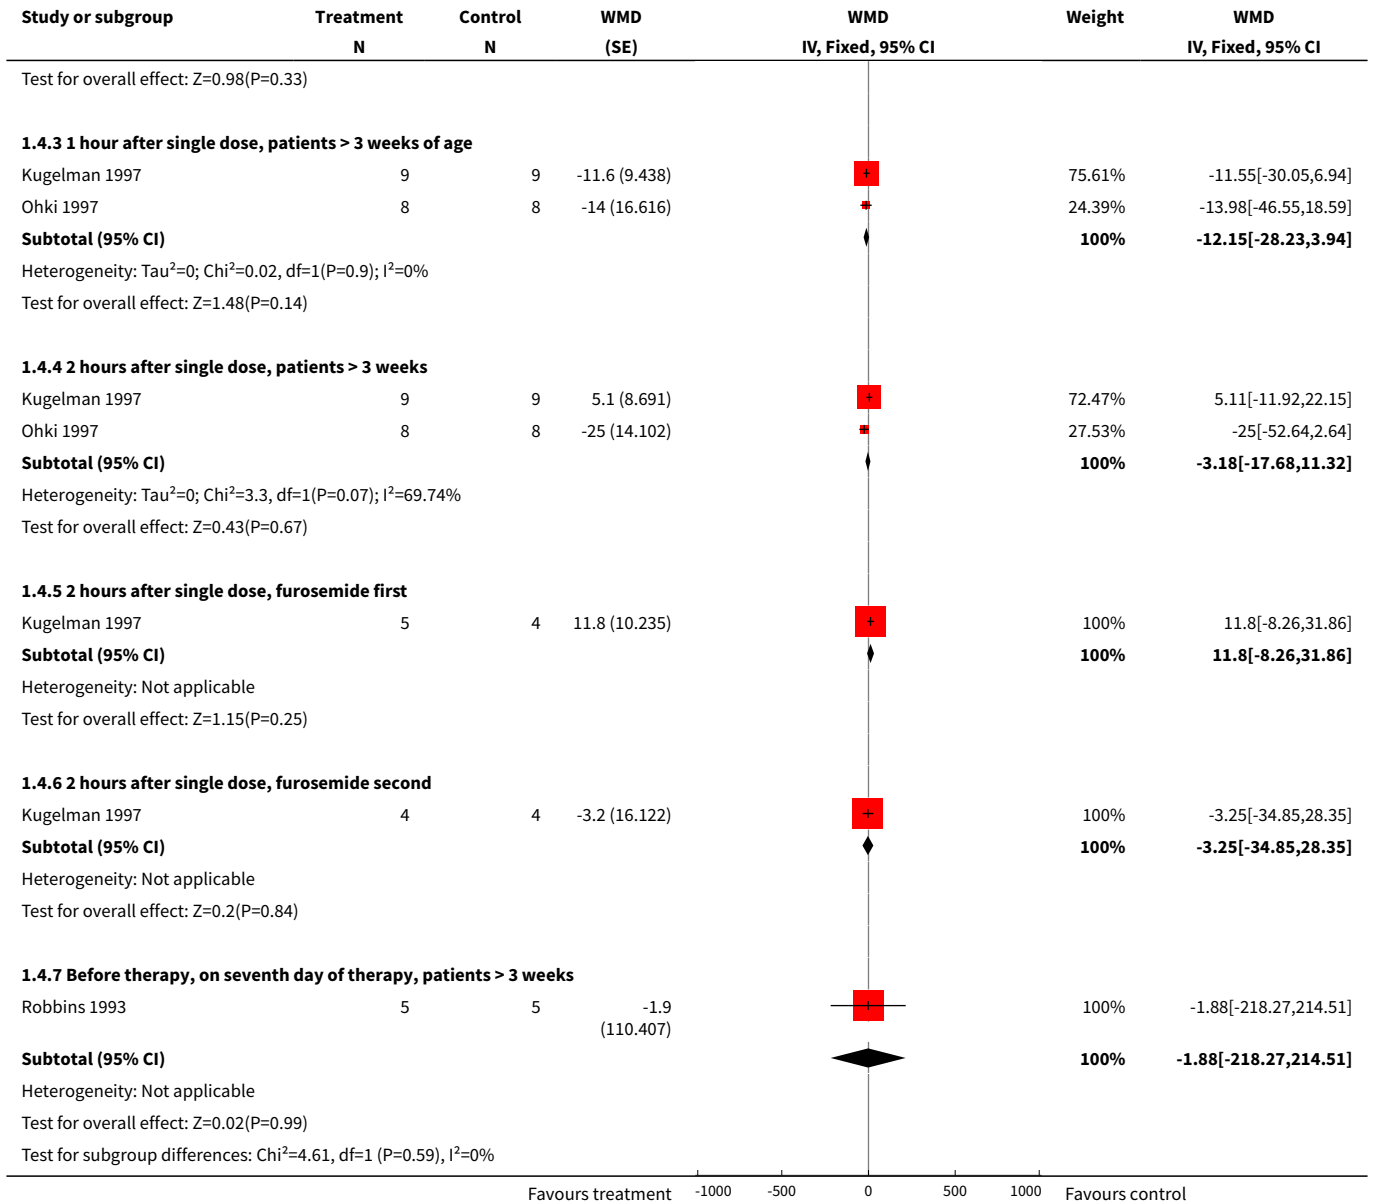 Study or subgroup Treatment Control WMD WMD Weight WMD
N N (SE) IV, Fixed, 95% CI IV, Fixed, 95% CI
Test for overall effect: Z=0.98(P=0.33)
1.4.3 1 hour after single dose, patients > 3 weeks of age
Kugelman 1997 9 9 -11.6 (9.438) 75.61% -11.55[-30.05,6.94]
Ohki 1997 8 8 -14 (16.616) 24.39% -13.98[-46.55,18.59]
Subtotal (95% CI) 100% -12.15[-28.23,3.94]
Heterogeneity: Tau²=0; Chi²=0.02, df=1(P=0.9); I²=0%
Test for overall effect: Z=1.48(P=0.14)
1.4.4 2 hours after single dose, patients > 3 weeks
Kugelman 1997 9 9 5.1 (8.691) 72.47% 5.11[-11.92,22.15]
Ohki 1997 8 8 -25 (14.102) 27.53% -25[-52.64,2.64]
Subtotal (95% CI) 100% -3.18[-17.68,11.32]
Heterogeneity: Tau²=0; Chi²=3.3, df=1(P=0.07); I²=69.74%
Test for overall effect: Z=0.43(P=0.67)
1.4.5 2 hours after single dose, furosemide first
Kugelman 1997 5 4 11.8 (10.235) 100% 11.8[-8.26,31.86]
Subtotal (95% CI) 100% 11.8[-8.26,31.86]
Heterogeneity: Not applicable
Test for overall effect: Z=1.15(P=0.25)
1.4.6 2 hours after single dose, furosemide second
Kugelman 1997 4 4 -3.2 (16.122) 100% -3.25[-34.85,28.35]
Subtotal (95% CI) 100% -3.25[-34.85,28.35]
Heterogeneity: Not applicable
Test for overall effect: Z=0.2(P=0.84)
1.4.7 Before therapy, on seventh day of therapy, patients > 3 weeks
Robbins 1993 5 5 -1.9 100% -1.88[-218.27,214.51]
(110.407)
Subtotal (95% CI) 100% -1.88[-218.27,214.51]
Heterogeneity: Not applicable
Test for overall effect: Z=0.02(P=0.99)
Test for subgroup differences: Chi²=4.61, df=1 (P=0.59), I²=0%
Favours treatment -1000 -500 0 500 1000 Favours control